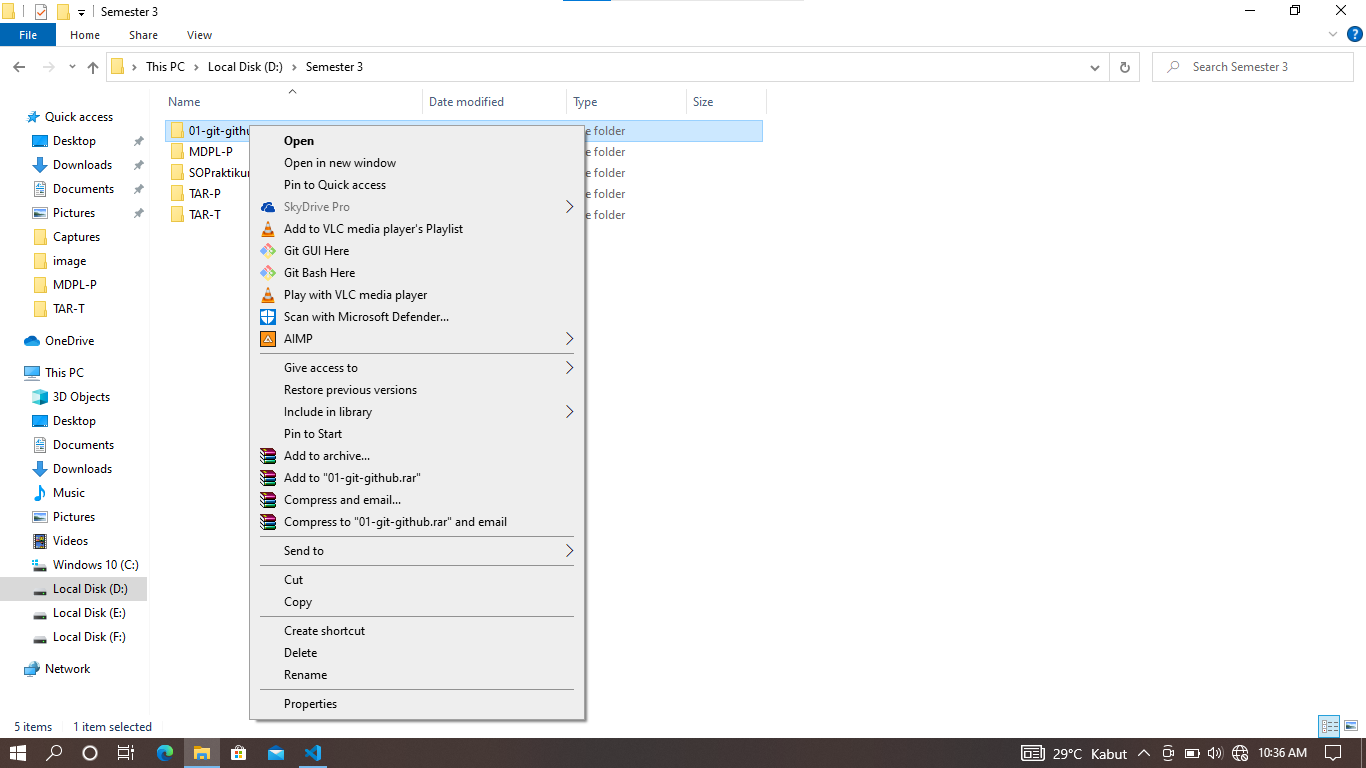 Semester 3
File Home Share View
This PC Local Disk (D:) Semester 3 Search Semester 3
Name Date modified Type Size
Quick access
Desktop
Downloads
Documents
Pictures
Captures
image
MDPL-P
TAR-T
OneDrive
This PC
3D Objects
Desktop
Documents
Downloads
Music
Pictures
Videos
Windows 10 (C:)
Local Disk (D:)
Local Disk (E:)
Local Disk (F:)
Network
01-git-githu
MDPL-P
SOPraktiku
TAR-P
TAR-T
e folder
e folder
e folder
e folder
e folder
Open
Open in new window
Pin to Quick access
SkyDrive Pro
Add to VLC media player's Playlist
Git GUI Here
Git Bash Here
Play with VLC media player
Scan with Microsoft Defender...
AIMP
Give access to
Restore previous versions
Include in library
Pin to Start
Add to archive...
Add to "01-git-github.rar"
Compress and email...
Compress to "01-git-github.rar" and email
Send to
Cut
Copy
Create shortcut
Delete
Rename
Properties
5 items 1 item selected
29°C Kabut 10:36 AM